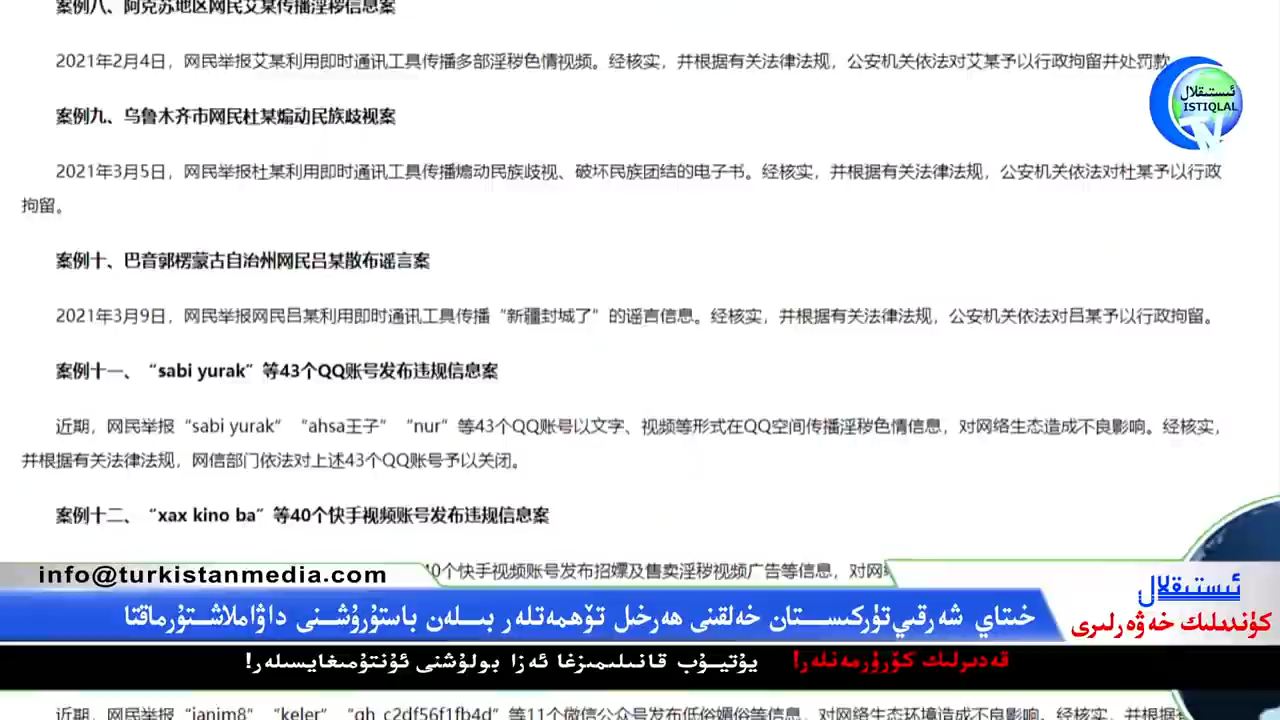 案例八、阿克苏地区网民艾某传播淫秽信息案
2021年2月4日，网民举报艾某利用即时通讯工具传播多部淫秽色情视频。经核实，并根据有关法律法规，公安机关依法对艾某予以行政拘留并处罚款
ئىستىقلال
ISTIQLAL
TV
案例九、乌鲁木齐市网民杜某煽动民族歧视案
2021年3月5日，网民举报杜某利用即时通讯工具传播煽动民族歧视、破坏民族团结的电子书。经核实，并根据有关法律法规，公安机关依法对杜某予以行政
拘留。
案例十、巴音郭楞蒙古自治州网民吕某散布谣言案
2021年3月9日，网民举报网民吕某利用即时通讯工具传播“新疆封城了”的谣言信息。经核实，并根据有关法律法规，公安机关依法对吕某予以行政拘留。
案例十一、“sabi yurak”等43个QQ账号发布违规信息案
近期，网民举报“sabi yurak”“ahsa王子”“nur”等43个QQ账号以文字、视频等形式在QQ空间传播淫秽色情信息，对网络生态造成不良影响。经核实，
并根据有关法律法规，网信部门依法对上述43个QQ账号予以关闭。
案例十二、“xax kino ba”等40个快手视频账号发布违规信息案
40个快手视频账号发布招嫖及售卖淫秽视频广告等信息，对网
info@turkistanmedia.com
ئىستىقلال
كۈندىلىك خەۋەرلىرى
خىتاي شەرقىيتۈركىستان خەلقنى ھەرخىل تۆھمەتلەر بىلەن باستۇرۇشنى داۋاملاشتۇرماقتا
قەدىرلىك كۆرۈرمەنلەر! يۇتيۇب قانىلىمىزغا ئەزا بولۇشنى ئۇنتۇمىغايسىلەر!
近期，网民举报“janim8”“keler”“gh_c2df56f1fb4d”等11个微信公众号发布低俗媚俗等信息，对网络生态环境造成不良影响。经核实，并根据